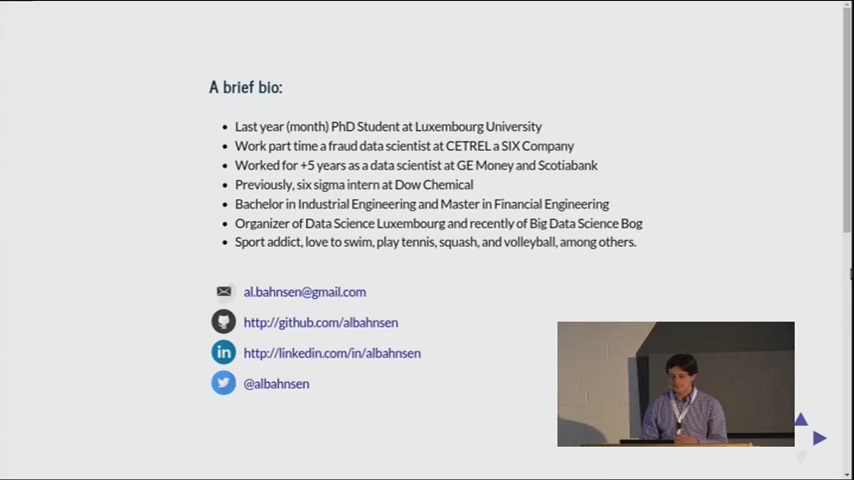 A brief bio:
Last year (month) PhD Student at Luxembourg University
Work part time a fraud data scientist at CETREL a SIX Company
Worked for +5 years as a data scientist at GE Money and Scotiabank
Previously, six sigma intern at Dow Chemical
Bachelor in Industrial Engineering and Master in Financial Engineering
Organizer of Data Science Luxembourg and recently of Big Data Science Bog
Sport addict, love to swim, play tennis, squash, and volleyball, among others.
al.bahnsen@gmail.com
http://github.com/albahnsen
in http://linkedin.com/in/albahnsen
@albahnsen